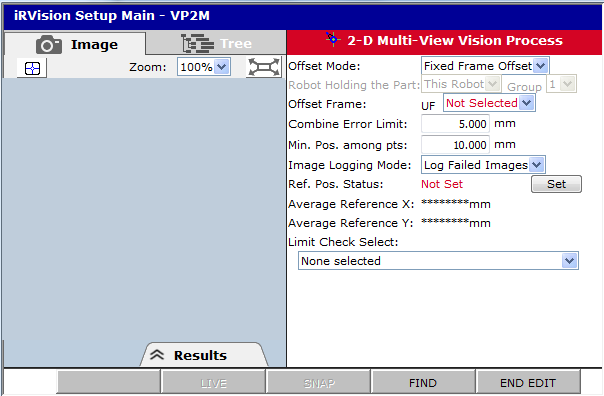 iRVision Setup Main - VP2M
Image
Tree
Zoom: 100%
2-D Multi-View Vision Process
Offset Mode: Fixed Frame Offset
Robot Holding the Part: This Robot Group 1
Offset Frame: UF Not Selected
Combine Error Limit: 5.000 mm
Min. Pos. among pts: 10.000 mm
Image Logging Mode: Log Failed Images
Ref. Pos. Status: Not Set Set
Average Reference X: ********mm
Average Reference Y: ********mm
Limit Check Select:
None selected
Results
LIVE SNAP FIND END EDIT